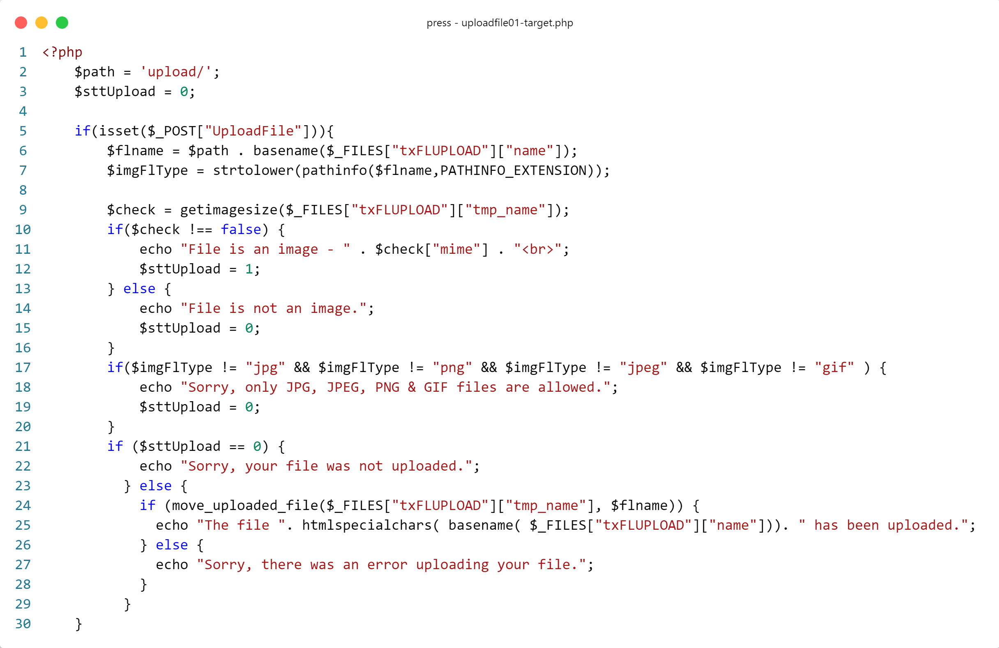 press - uploadfile01-target.php
1 <?php
2     $path = 'upload/';
3     $sttUpload = 0;
4
5     if(isset($_POST["UploadFile"])){
6         $flname = $path . basename($_FILES["txFLUPLOAD"]["name"]);
7         $imgFlType = strtolower(pathinfo($flname,PATHINFO_EXTENSION));
8
9         $check = getimagesize($_FILES["txFLUPLOAD"]["tmp_name"]);
10         if($check !== false) {
11             echo "File is an image - " . $check["mime"] . "<br>";
12             $sttUpload = 1;
13         } else {
14             echo "File is not an image.";
15             $sttUpload = 0;
16         }
17         if($imgFlType != "jpg" && $imgFlType != "png" && $imgFlType != "jpeg" && $imgFlType != "gif" ) {
18             echo "Sorry, only JPG, JPEG, PNG & GIF files are allowed.";
19             $sttUpload = 0;
20         }
21         if ($sttUpload == 0) {
22             echo "Sorry, your file was not uploaded.";
23           } else {
24             if (move_uploaded_file($_FILES["txFLUPLOAD"]["tmp_name"], $flname)) {
25               echo "The file ". htmlspecialchars( basename( $_FILES["txFLUPLOAD"]["name"])). " has been uploaded.";
26             } else {
27               echo "Sorry, there was an error uploading your file.";
28             }
29           }
30     }